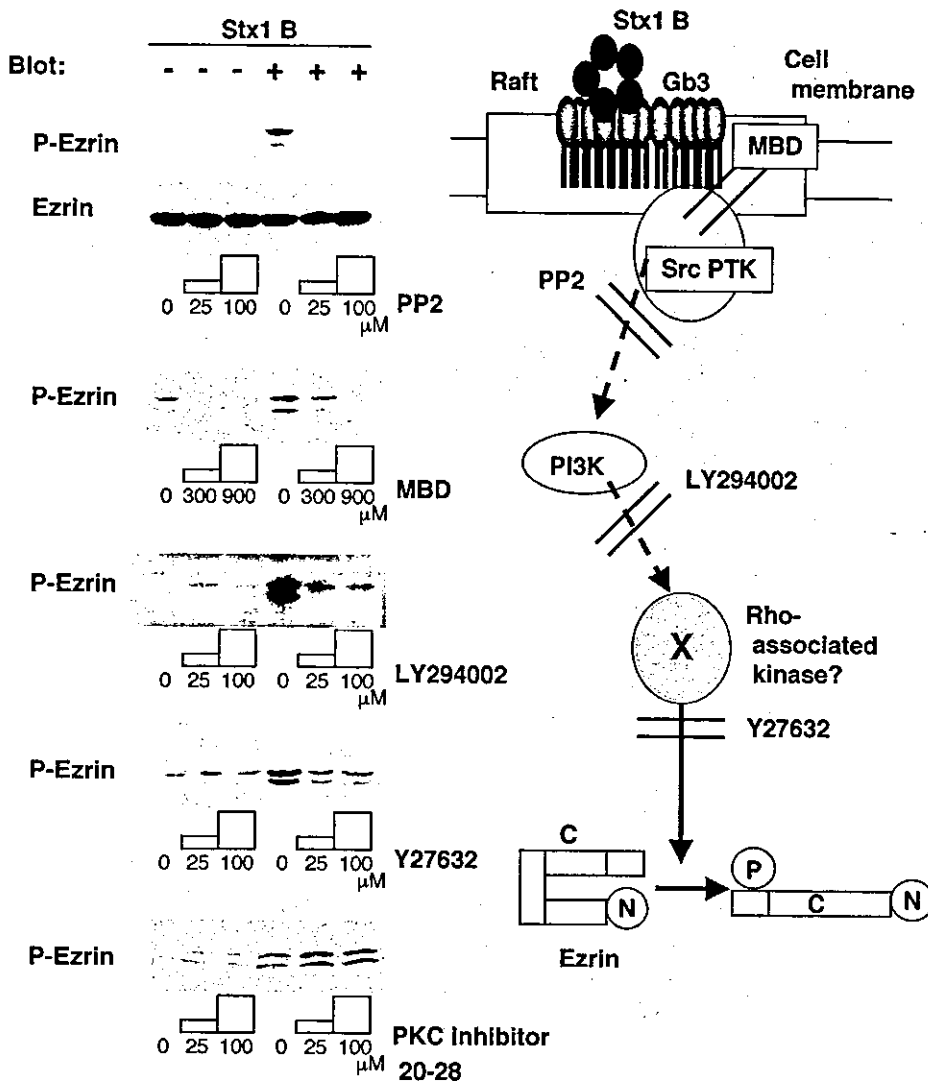 Stx1 B
Blot: - - - + + +
P-Ezrin
Ezrin
0 25 100 0 25 100
μM
PP2
P-Ezrin
0 300 900 0 300 900
μM
MBD
P-Ezrin
0 25 100 0 25 100
μM
LY294002
P-Ezrin
0 25 100 0 25 100
μM
Y27632
P-Ezrin
0 25 100 0 25 100
μM
PKC inhibitor
20-28
Stx1 B
Raft
Gb3
Cell
membrane
MBD
Src PTK
PP2
PI3K
LY294002
X
Rho-
associated
kinase?
Y27632
C
N
Ezrin
P
C
N